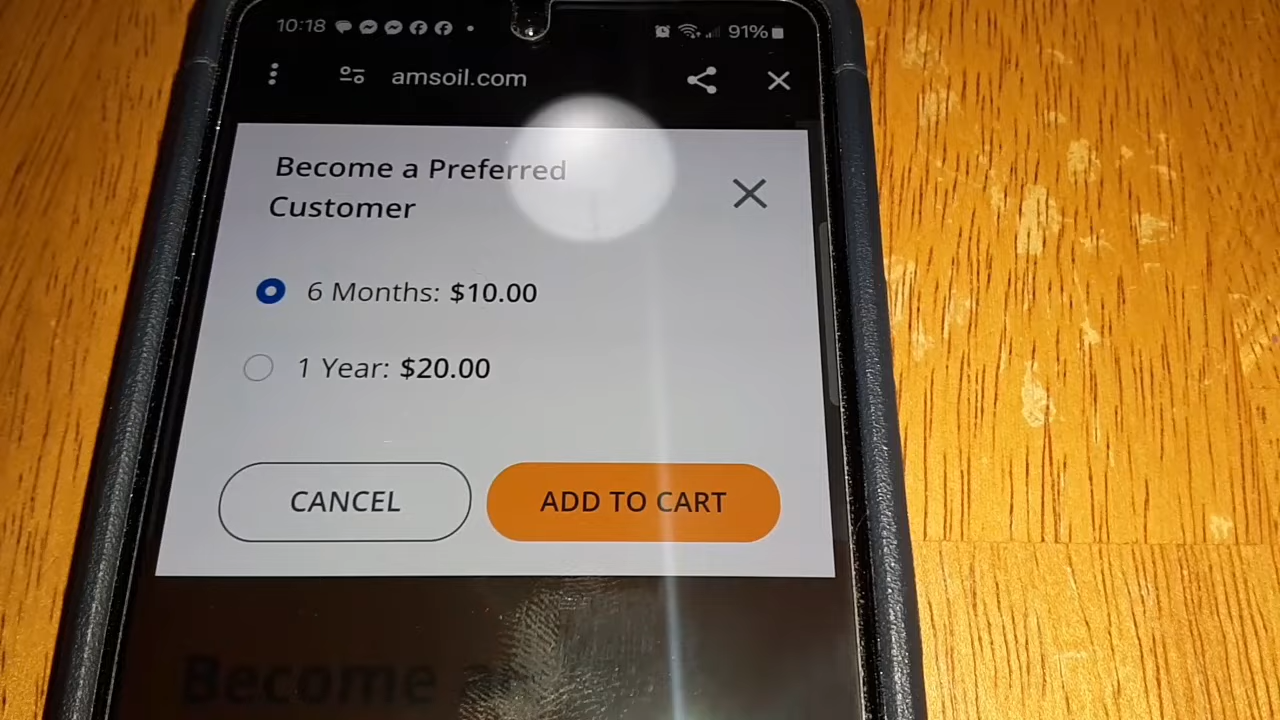 10:18 91%
amsoil.com
Become a Preferred
Customer
6 Months: $10.00
1 Year: $20.00
CANCEL ADD TO CART
Become a